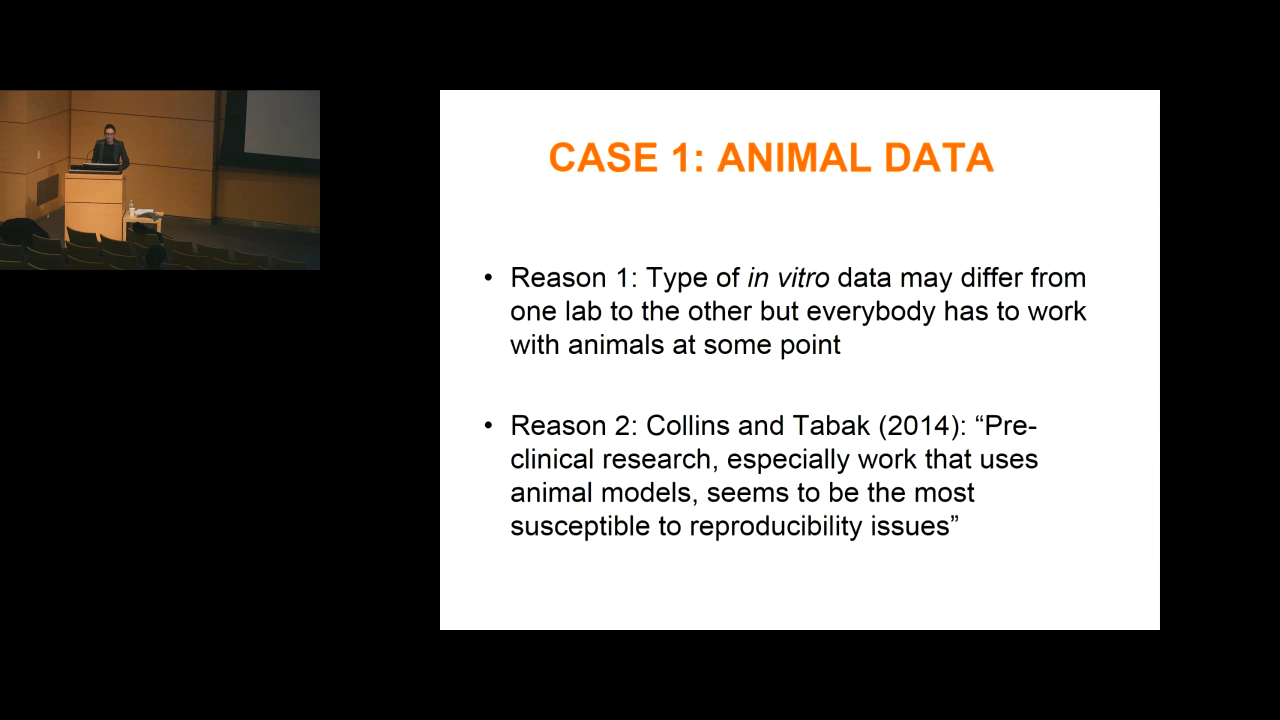 CASE 1: ANIMAL DATA
• Reason 1: Type of in vitro data may differ from
one lab to the other but everybody has to work
with animals at some point
• Reason 2: Collins and Tabak (2014): “Pre-
clinical research, especially work that uses
animal models, seems to be the most
susceptible to reproducibility issues”